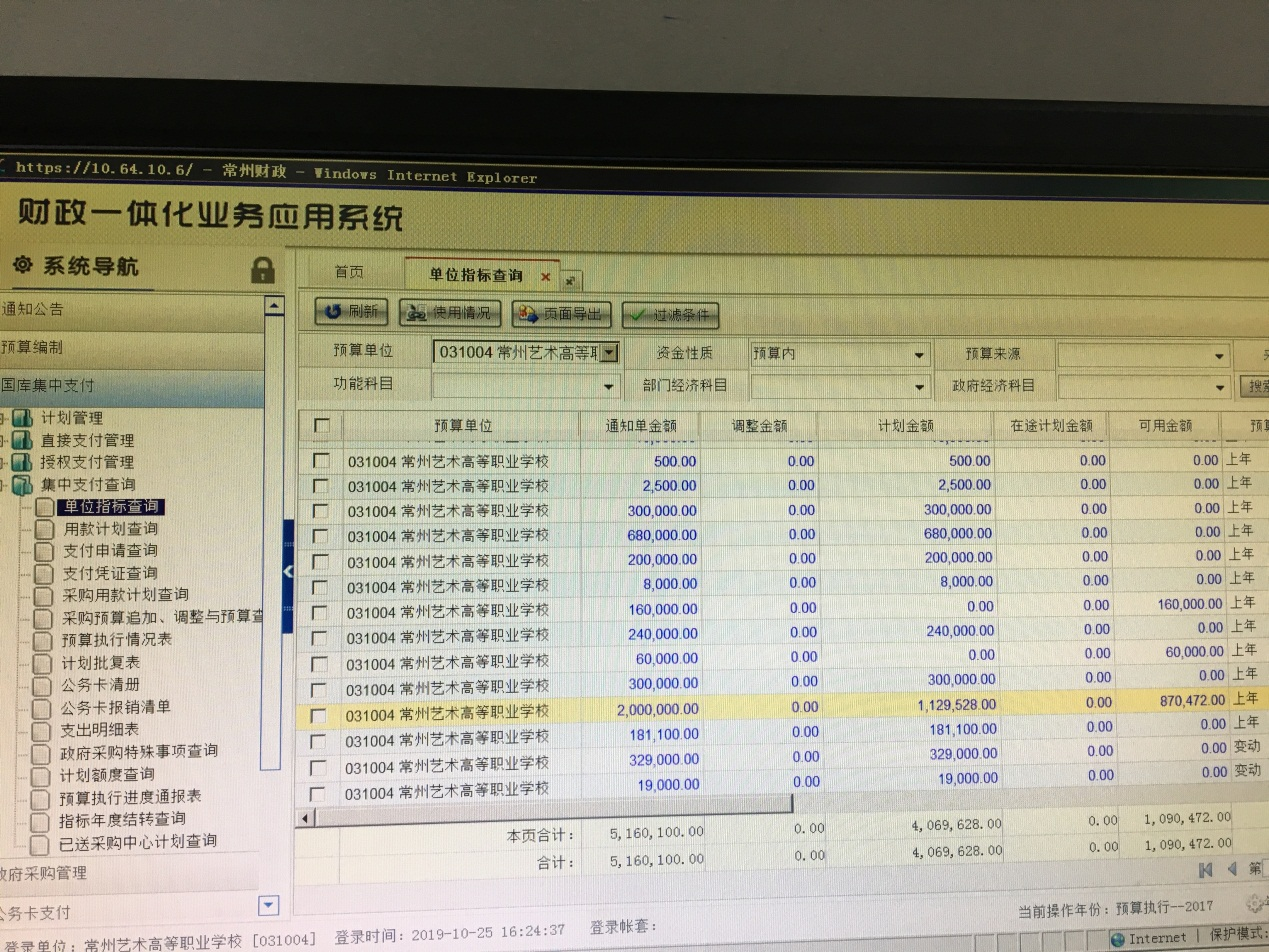 https://10.64.10.6/ - 常州财政 - Windows Internet Explorer
财政一体化业务应用系统
系统导航
首页 单位指标查询
通知公告
预算编制
国库集中支付
计划管理
直接支付管理
授权支付管理
集中支付查询
单位指标查询
用款计划查询
支付申请查询
支付凭证查询
采购用款计划查询
采购预算追加、调整与预算查
预算执行情况表
计划批复表
公务卡清册
公务卡报销清单
支出明细表
政府采购特殊事项查询
计划额度查询
预算执行进度通报表
指标年度结转查询
已送采购中心计划查询
政府采购管理
公务卡支付
刷新 使用情况 页面导出 过滤条件
预算单位 031004 常州艺术高等职 资金性质 预算内 预算来源
功能科目 部门经济科目 政府经济科目 搜索
预算单位 通知单金额 调整金额 计划金额 在途计划金额 可用金额 预算
031004 常州艺术高等职业学校 500.00 0.00 500.00 0.00 0.00 上年
031004 常州艺术高等职业学校 2,500.00 0.00 2,500.00 0.00 0.00 上年
031004 常州艺术高等职业学校 300,000.00 0.00 300,000.00 0.00 0.00 上年
031004 常州艺术高等职业学校 680,000.00 0.00 680,000.00 0.00 0.00 上年
031004 常州艺术高等职业学校 200,000.00 0.00 200,000.00 0.00 0.00 上年
031004 常州艺术高等职业学校 8,000.00 0.00 8,000.00 0.00 0.00 上年
031004 常州艺术高等职业学校 160,000.00 0.00 0.00 0.00 160,000.00 上年
031004 常州艺术高等职业学校 240,000.00 0.00 240,000.00 0.00 0.00 上年
031004 常州艺术高等职业学校 60,000.00 0.00 0.00 0.00 60,000.00 上年
031004 常州艺术高等职业学校 300,000.00 0.00 300,000.00 0.00 0.00 上年
031004 常州艺术高等职业学校 2,000,000.00 0.00 1,129,528.00 0.00 870,472.00 上年
031004 常州艺术高等职业学校 181,100.00 0.00 181,100.00 0.00 0.00 上年
031004 常州艺术高等职业学校 329,000.00 0.00 329,000.00 0.00 0.00 变动
031004 常州艺术高等职业学校 19,000.00 0.00 19,000.00 0.00 0.00 变动
本页合计： 5,160,100.00 0.00 4,069,628.00 0.00 1,090,472.00
合计： 5,160,100.00 0.00 4,069,628.00 0.00 1,090,472.00
第
当前操作年份：预算执行--2017
登录单位：常州艺术高等职业学校 [031004] 登录时间：2019-10-25 16:24:37 登录帐套：
Internet | 保护模式: